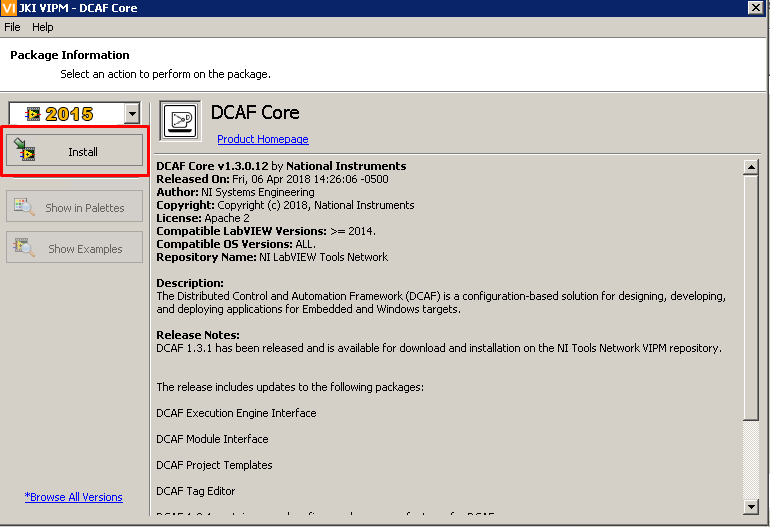 VI JKI VIPM - DCAF Core
File Help
Package Information
Select an action to perform on the package.
2015
Install
Show in Palettes
Show Examples
*Browse All Versions
DCAF Core
Product Homepage
DCAF Core v1.3.0.12 by National Instruments
Released On: Fri, 06 Apr 2018 14:26:06 -0500
Author: NI Systems Engineering
Copyright: Copyright (c) 2018, National Instruments
License: Apache 2
Compatible LabVIEW Versions: >= 2014.
Compatible OS Versions: ALL.
Repository Name: NI LabVIEW Tools Network
Description:
The Distributed Control and Automation Framework (DCAF) is a configuration-based solution for designing, developing,
and deploying applications for Embedded and Windows targets.
Release Notes:
DCAF 1.3.1 has been released and is available for download and installation on the NI Tools Network VIPM repository.
The release includes updates to the following packages:
DCAF Execution Engine Interface
DCAF Module Interface
DCAF Project Templates
DCAF Tag Editor